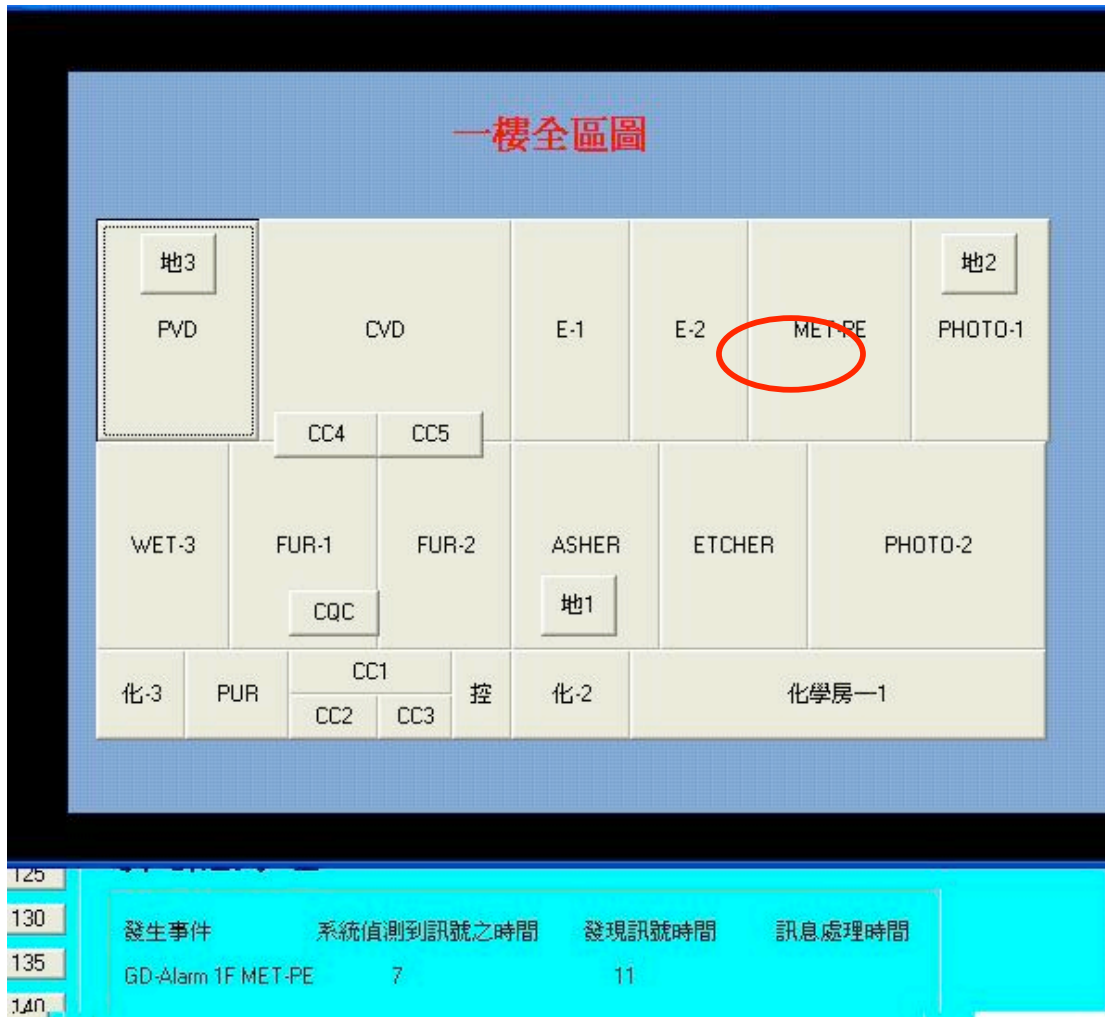 一樓全區圖
地3
地2
PVD
CVD
E-1
E-2
MET-PE
PHOTO-1
CC4
CC5
WET-3
FUR-1
FUR-2
ASHER
ETCHER
PHOTO-2
CQC
地1
化-3
PUR
CC1
CC2
CC3
控
化-2
化學房一1
125
130
135
140
發生事件 系統偵測到訊號之時間 發現訊號時間 訊息處理時間
GD-Alarm 1F MET-PE 7 11